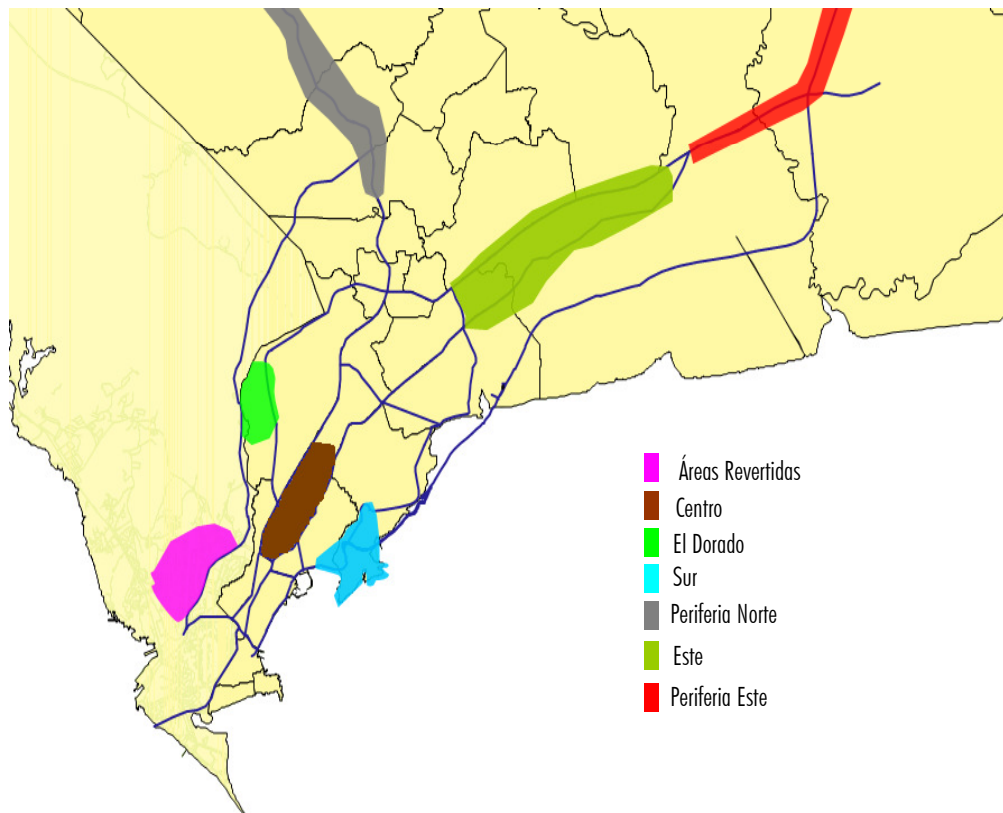 Áreas Revertidas
Centro
El Dorado
Sur
Periferia Norte
Este
Periferia Este